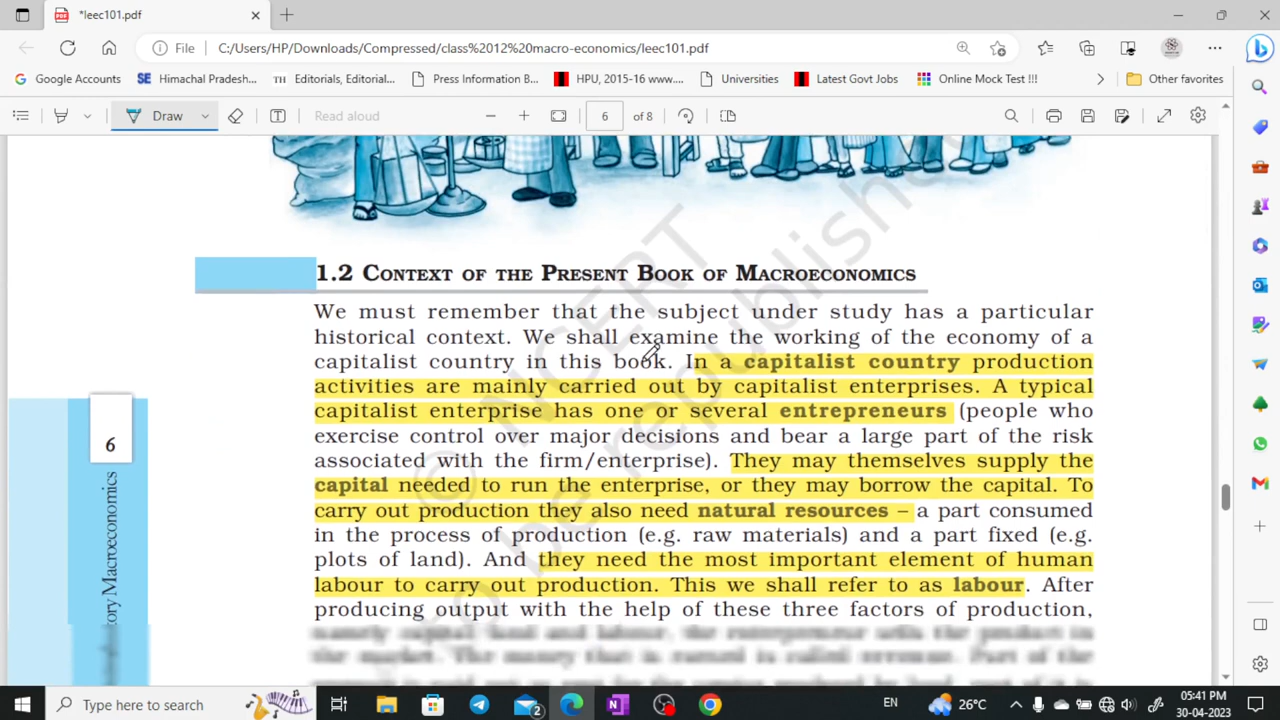 *leec101.pdf
File C:/Users/HP/Downloads/Compressed/class%2012%20macro-economics/leec101.pdf
Google Accounts SE Himachal Pradesh... TH Editorials, Editorial... Press Information B... HPU, 2015-16 www.... Universities Latest Govt Jobs Online Mock Test !!! Other favorites
Draw Read aloud 6 of 8
© NCERT
to be republished
1.2 CONTEXT OF THE PRESENT BOOK OF MACROECONOMICS
We must remember that the subject under study has a particular
historical context. We shall examine the working of the economy of a
capitalist country in this book. In a capitalist country production
activities are mainly carried out by capitalist enterprises. A typical
capitalist enterprise has one or several entrepreneurs (people who
exercise control over major decisions and bear a large part of the risk
associated with the firm/enterprise). They may themselves supply the
capital needed to run the enterprise, or they may borrow the capital. To
carry out production they also need natural resources – a part consumed
in the process of production (e.g. raw materials) and a part fixed (e.g.
plots of land). And they need the most important element of human
labour to carry out production. This we shall refer to as labour. After
producing output with the help of these three factors of production,
6
ory Macroeconomics
Type here to search
2
26°C
EN
05:41 PM
30-04-2023